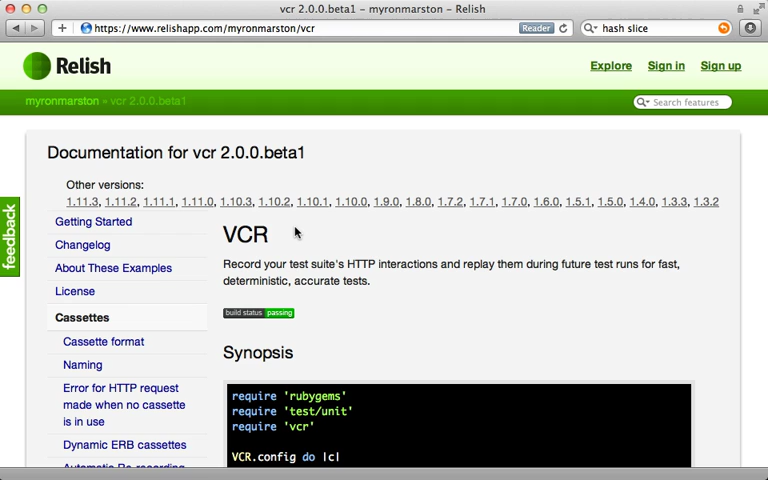 vcr 2.0.0.beta1 – myronmarston – Relish
https://www.relishapp.com/myronmarston/vcr
Reader
hash slice
Relish
Explore
Sign in
Sign up
myronmarston » vcr 2.0.0.beta1
Search features
feedback
Documentation for vcr 2.0.0.beta1
Other versions:
1.11.3, 1.11.2, 1.11.1, 1.11.0, 1.10.3, 1.10.2, 1.10.1, 1.10.0, 1.9.0, 1.8.0, 1.7.2, 1.7.1, 1.7.0, 1.6.0, 1.5.1, 1.5.0, 1.4.0, 1.3.3, 1.3.2
Getting Started
Changelog
About These Examples
License
Cassettes
Cassette format
Naming
Error for HTTP request
made when no cassette
is in use
Dynamic ERB cassettes
Automatic Re-recording
VCR
Record your test suite's HTTP interactions and replay them during future test runs for fast,
deterministic, accurate tests.
build status passing
Synopsis
require 'rubygems'
require 'test/unit'
require 'vcr'
VCR.config do |c|